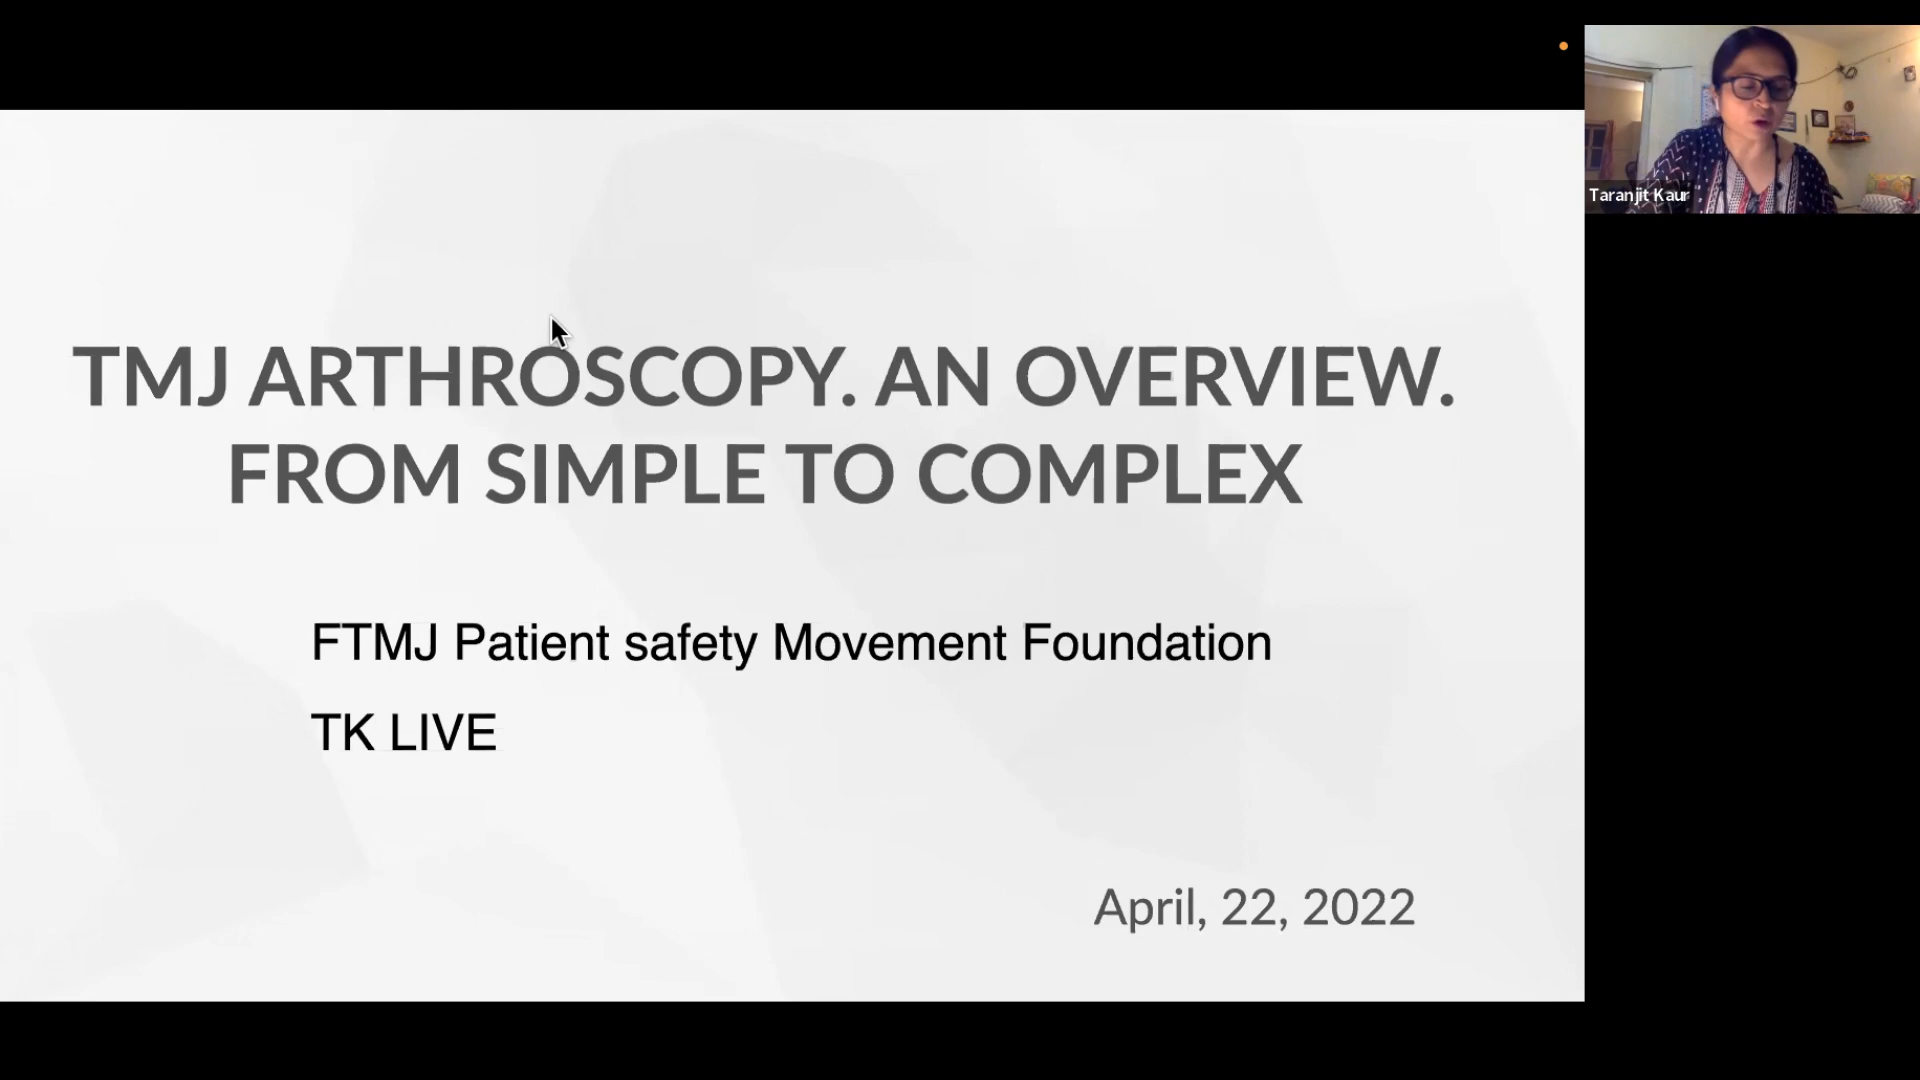 TMJ ARTHROSCOPY. AN OVERVIEW.
FROM SIMPLE TO COMPLEX
FTMJ Patient safety Movement Foundation
TK LIVE
April, 22, 2022
Taranjit Kaur